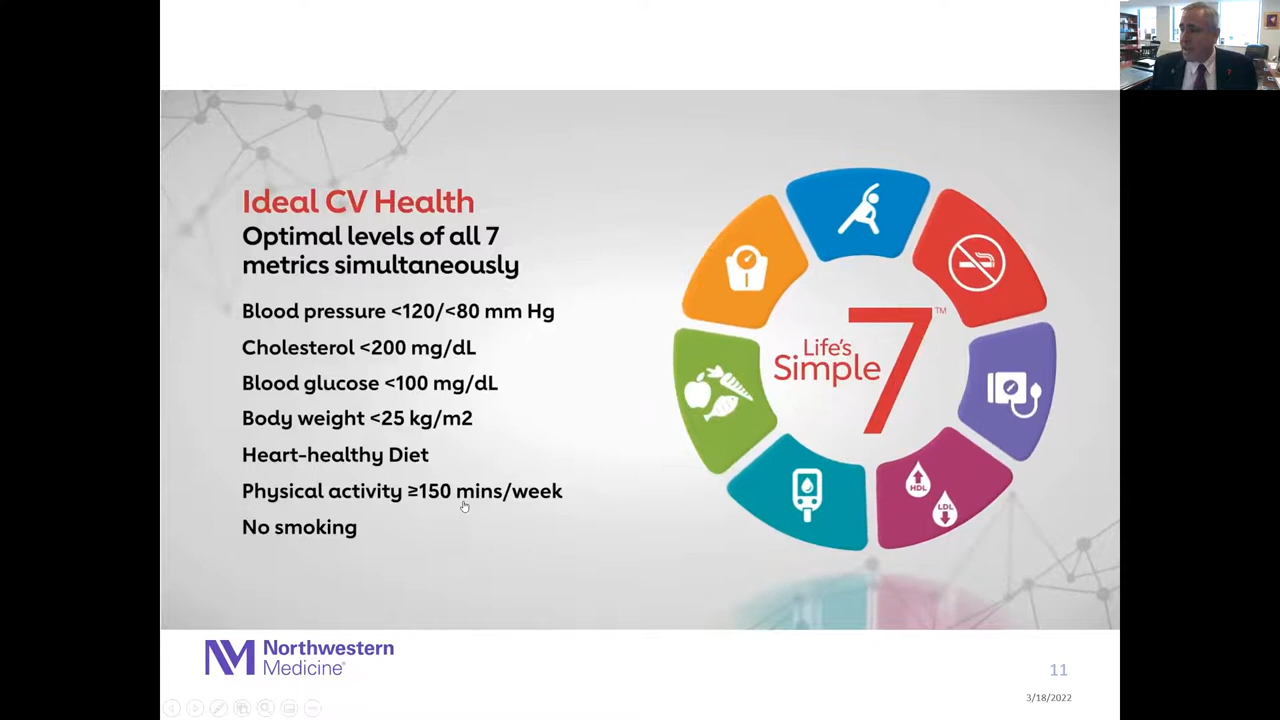 Ideal CV Health
Optimal levels of all 7
metrics simultaneously
Blood pressure <120/<80 mm Hg
Cholesterol <200 mg/dL
Blood glucose <100 mg/dL
Body weight <25 kg/m2
Heart-healthy Diet
Physical activity ≥150 mins/week
No smoking
Life's
Simple 7™
HDL
LDL
Northwestern
Medicine®
11
3/18/2022